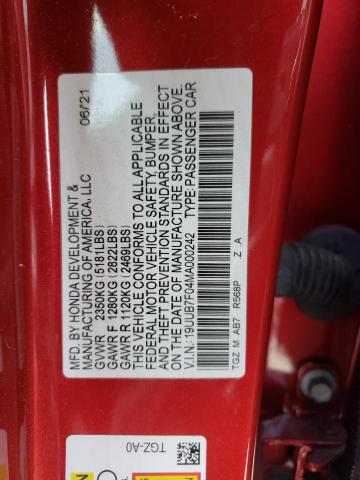 MFD. BY HONDA DEVELOPMENT & 06/21
MANUFACTURING OF AMERICA, LLC
GVWR 2350KG (5181LBS)
GAWR F 1280KG (2822LBS)
GAWR R 1120KG (2469LBS)
THIS VEHICLE CONFORMS TO ALL APPLICABLE
FEDERAL MOTOR VEHICLE SAFETY, BUMPER,
AND THEFT PREVENTION STANDARDS IN EFFECT
ON THE DATE OF MANUFACTURE SHOWN ABOVE.
V.I.N.:19UUB7F04MA000242 TYPE:PASSENGER CAR
TGZ M AB7 R568P Z A
TGZ-A0